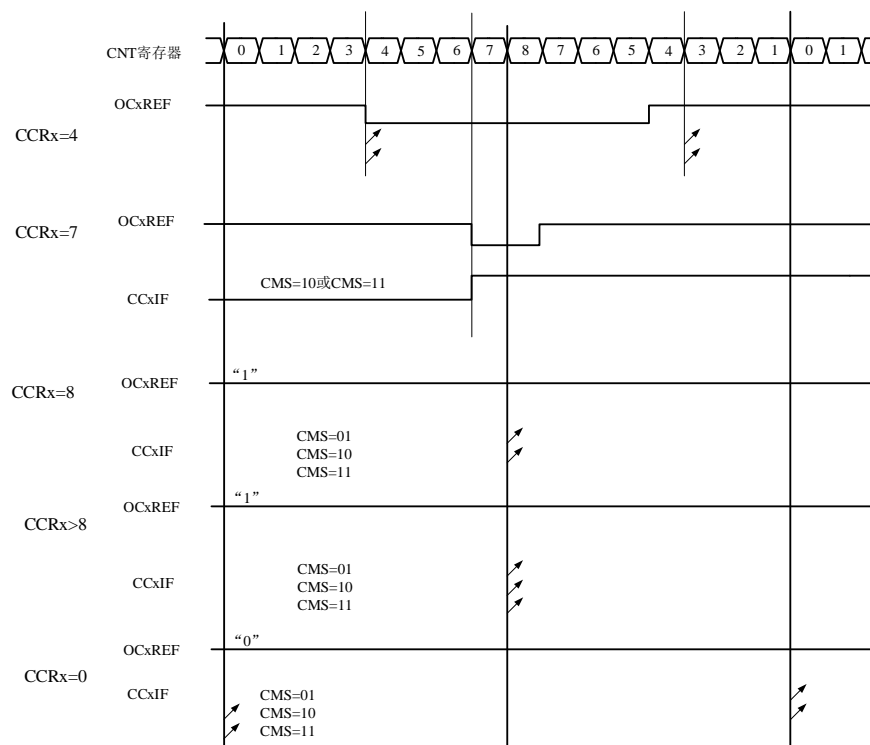 CNT寄存器 0 1 2 3 4 5 6 7 8 7 6 5 4 3 2 1 0 1
OCxREF
CCRx=4
OCxREF
CCRx=7
CMS=10或CMS=11
CCxIF
“1”
OCxREF
CCRx=8
CMS=01
CCxIF
CMS=10
CMS=11
“1”
OCxREF
CCRx>8
CMS=01
CCxIF
CMS=10
CMS=11
“0”
OCxREF
CCRx=0
CCxIF
CMS=01
CMS=10
CMS=11